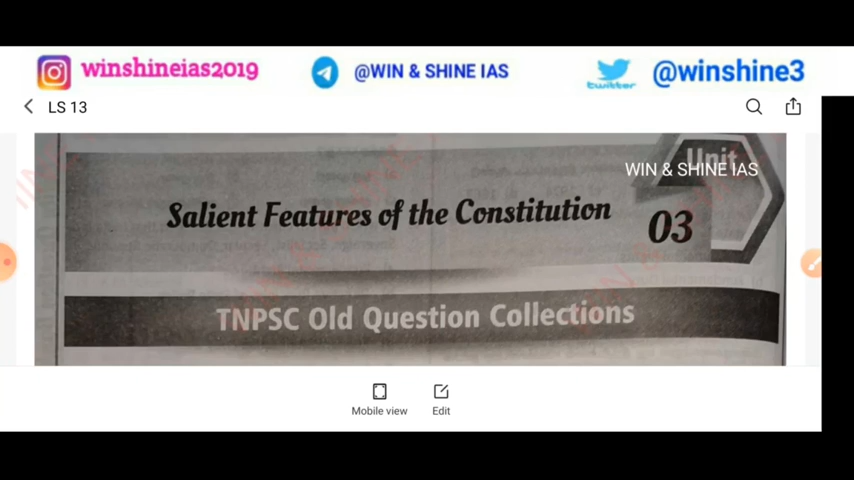 winshineias2019
@WIN & SHINE IAS
twitter
@winshine3
LS 13
Unit
WIN & SHINE IAS
Salient Features of the Constitution
03
TNPSC Old Question Collections
Mobile view
Edit